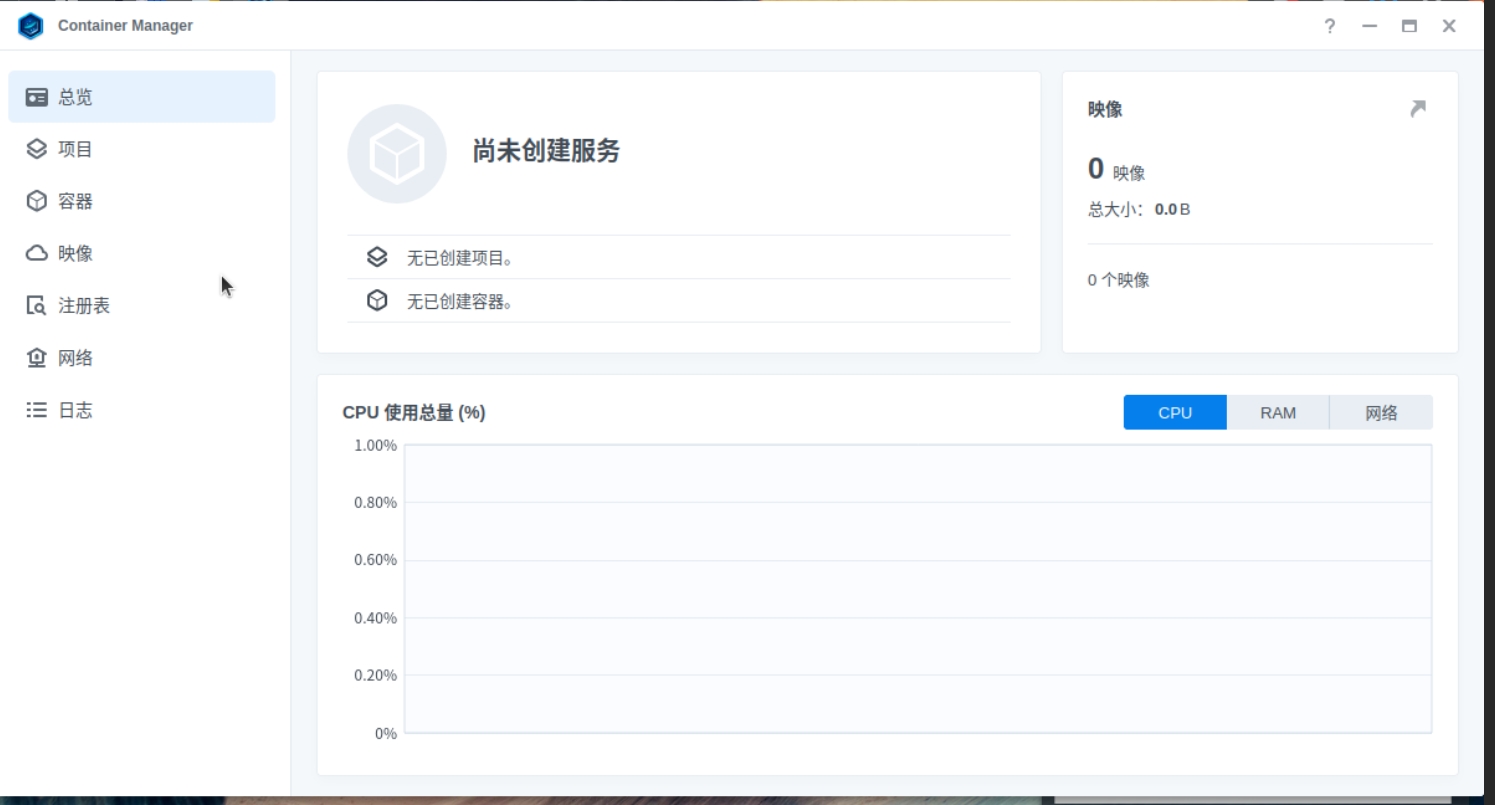 Container Manager
?
总览
项目
容器
映像
注册表
网络
日志
尚未创建服务
无已创建项目。
无已创建容器。
映像
0 映像
总大小： 0.0 B
0 个映像
CPU 使用总量 (%)
CPU RAM 网络
1.00%
0.80%
0.60%
0.40%
0.20%
0%